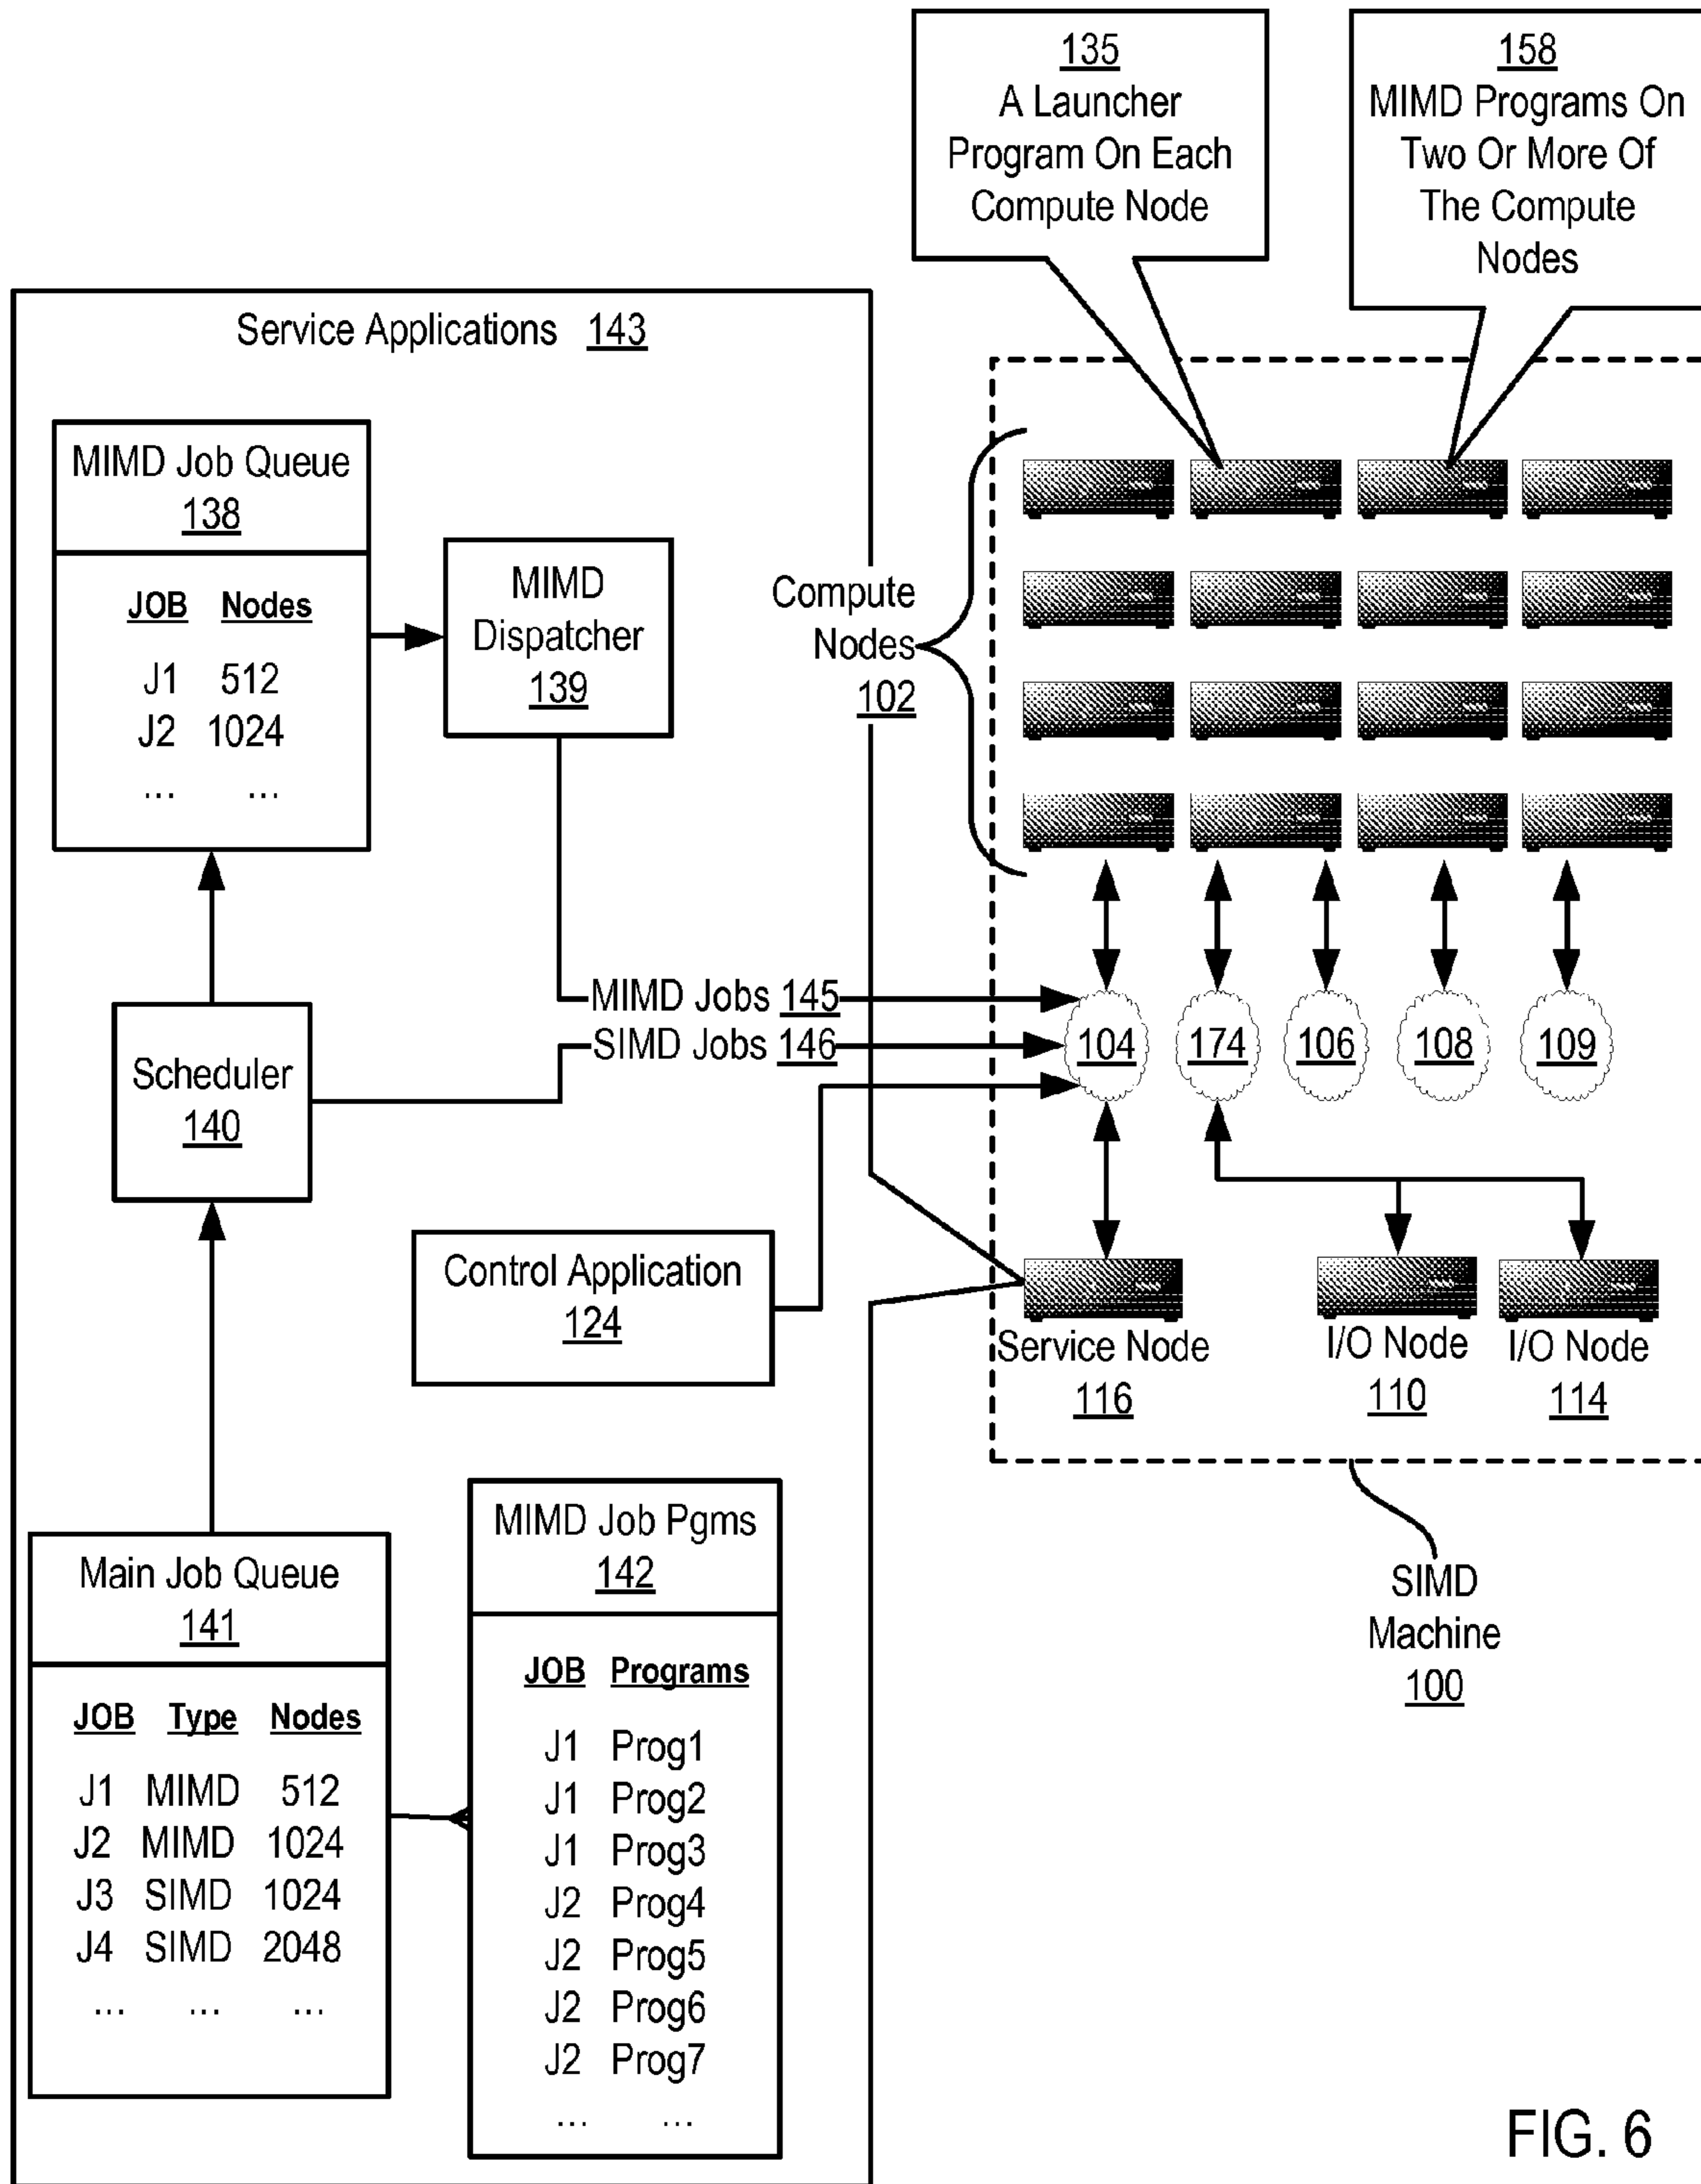 135
A Launcher
Program On Each
Compute Node
158
MIMD Programs On
Two Or More Of
The Compute
Nodes
Service Applications 143
MIMD Job Queue
138
JOB Nodes
J1 512
J2 1024
... ...
MIMD
Dispatcher
139
Compute
Nodes
102
MIMD Jobs 145
SIMD Jobs 146
104 174 106 108 109
Scheduler
140
Control Application
124
Service Node
116
I/O Node
110
I/O Node
114
SIMD
Machine
100
Main Job Queue
141
JOB Type Nodes
J1 MIMD 512
J2 MIMD 1024
J3 SIMD 1024
J4 SIMD 2048
... ... ...
MIMD Job Pgms
142
JOB Programs
J1 Prog1
J1 Prog2
J1 Prog3
J2 Prog4
J2 Prog5
J2 Prog6
J2 Prog7
... ...
FIG. 6